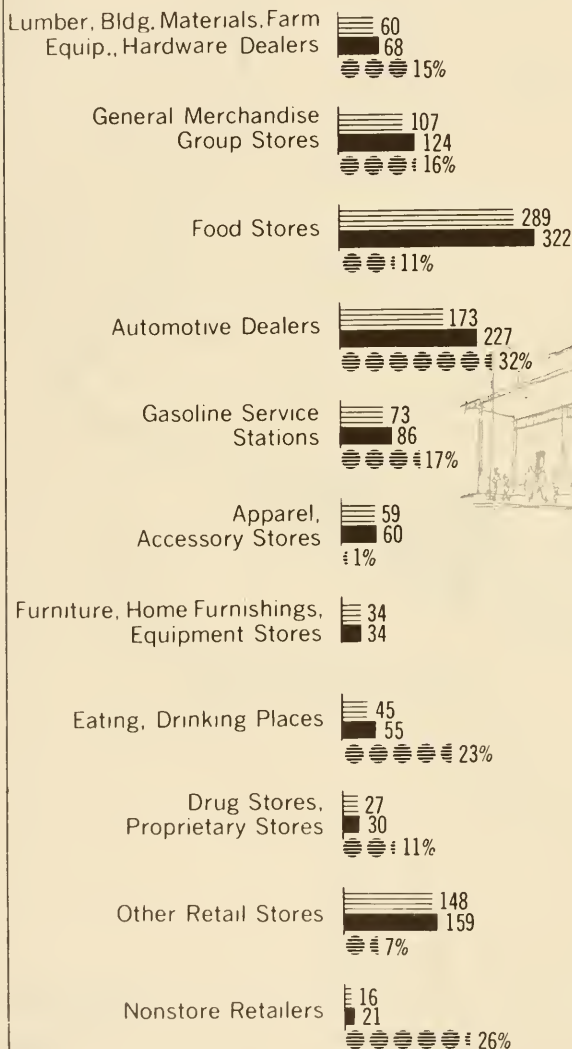 Lumber, Bldg. Materials, Farm
Equip., Hardware Dealers
60
68
15%
General Merchandise
Group Stores
107
124
16%
Food Stores
289
322
11%
Automotive Dealers
173
227
32%
Gasoline Service
Stations
73
86
17%
Apparel,
Accessory Stores
59
60
1%
Furniture, Home Furnishings,
Equipment Stores
34
34
Eating, Drinking Places
45
55
23%
Drug Stores,
Proprietary Stores
27
30
11%
Other Retail Stores
148
159
7%
Nonstore Retailers
16
21
26%